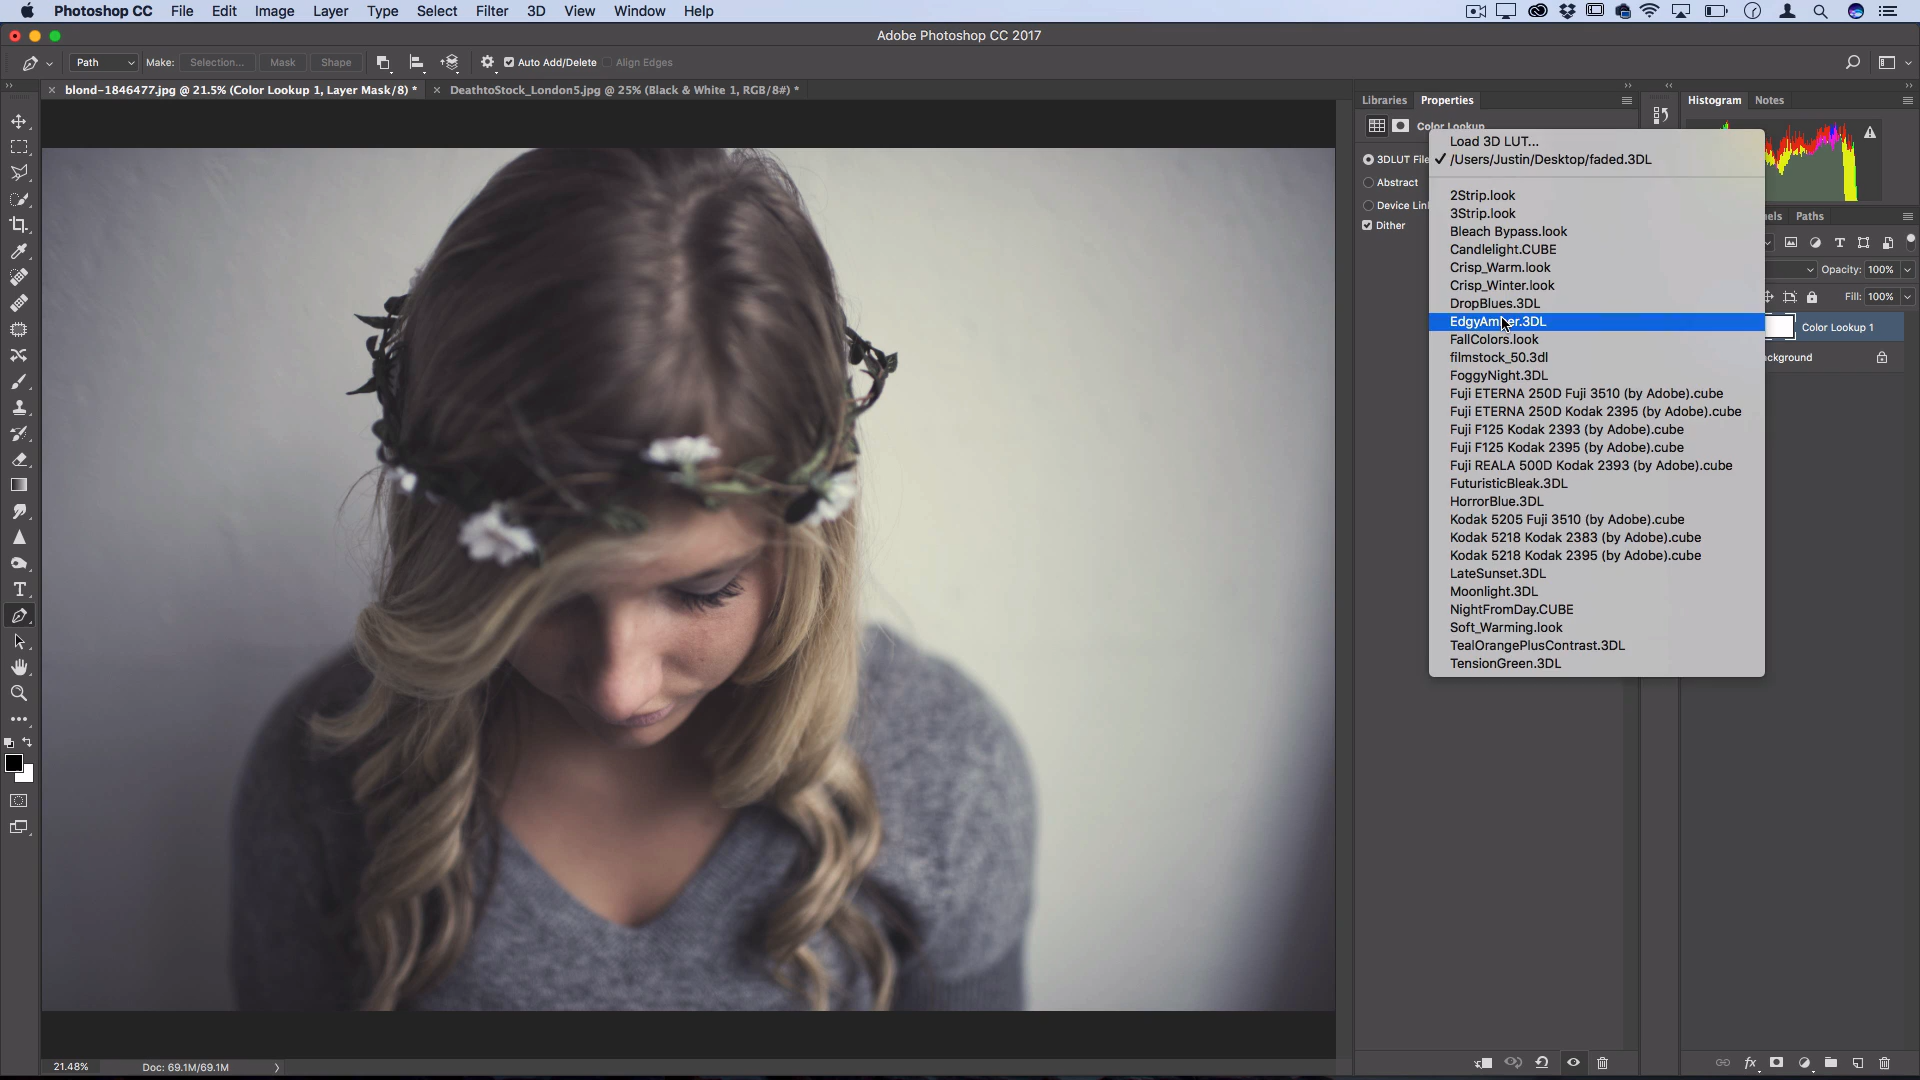 Photoshop CC File Edit Image Layer Type Select Filter 3D View Window Help
Adobe Photoshop CC 2017
Path Make: Selection... Mask Shape Auto Add/Delete Align Edges
blond-1846477.jpg @ 21.5% (Color Lookup 1, Layer Mask/8) * DeathtoStock_London5.jpg @ 25% (Black & White 1, RGB/8#) *
Libraries Properties Histogram Notes
Color Lookup
Load 3D LUT...
3DLUT File /Users/Justin/Desktop/faded.3DL
Abstract
2Strip.look
Device Lin
3Strip.look
Paths
Dither
Bleach Bypass.look
Candlelight.CUBE
Crisp_Warm.look
Opacity: 100%
Crisp_Winter.look
Fill: 100%
DropBlues.3DL
EdgyAmber.3DL
Color Lookup 1
FallColors.look
filmstock_50.3dl
ckground
FoggyNight.3DL
Fuji ETERNA 250D Fuji 3510 (by Adobe).cube
Fuji ETERNA 250D Kodak 2395 (by Adobe).cube
Fuji F125 Kodak 2393 (by Adobe).cube
Fuji F125 Kodak 2395 (by Adobe).cube
Fuji REALA 500D Kodak 2393 (by Adobe).cube
FuturisticBleak.3DL
HorrorBlue.3DL
Kodak 5205 Fuji 3510 (by Adobe).cube
Kodak 5218 Kodak 2383 (by Adobe).cube
Kodak 5218 Kodak 2395 (by Adobe).cube
LateSunset.3DL
Moonlight.3DL
NightFromDay.CUBE
Soft_Warming.look
TealOrangePlusContrast.3DL
TensionGreen.3DL
21.48% Doc: 69.1M/69.1M